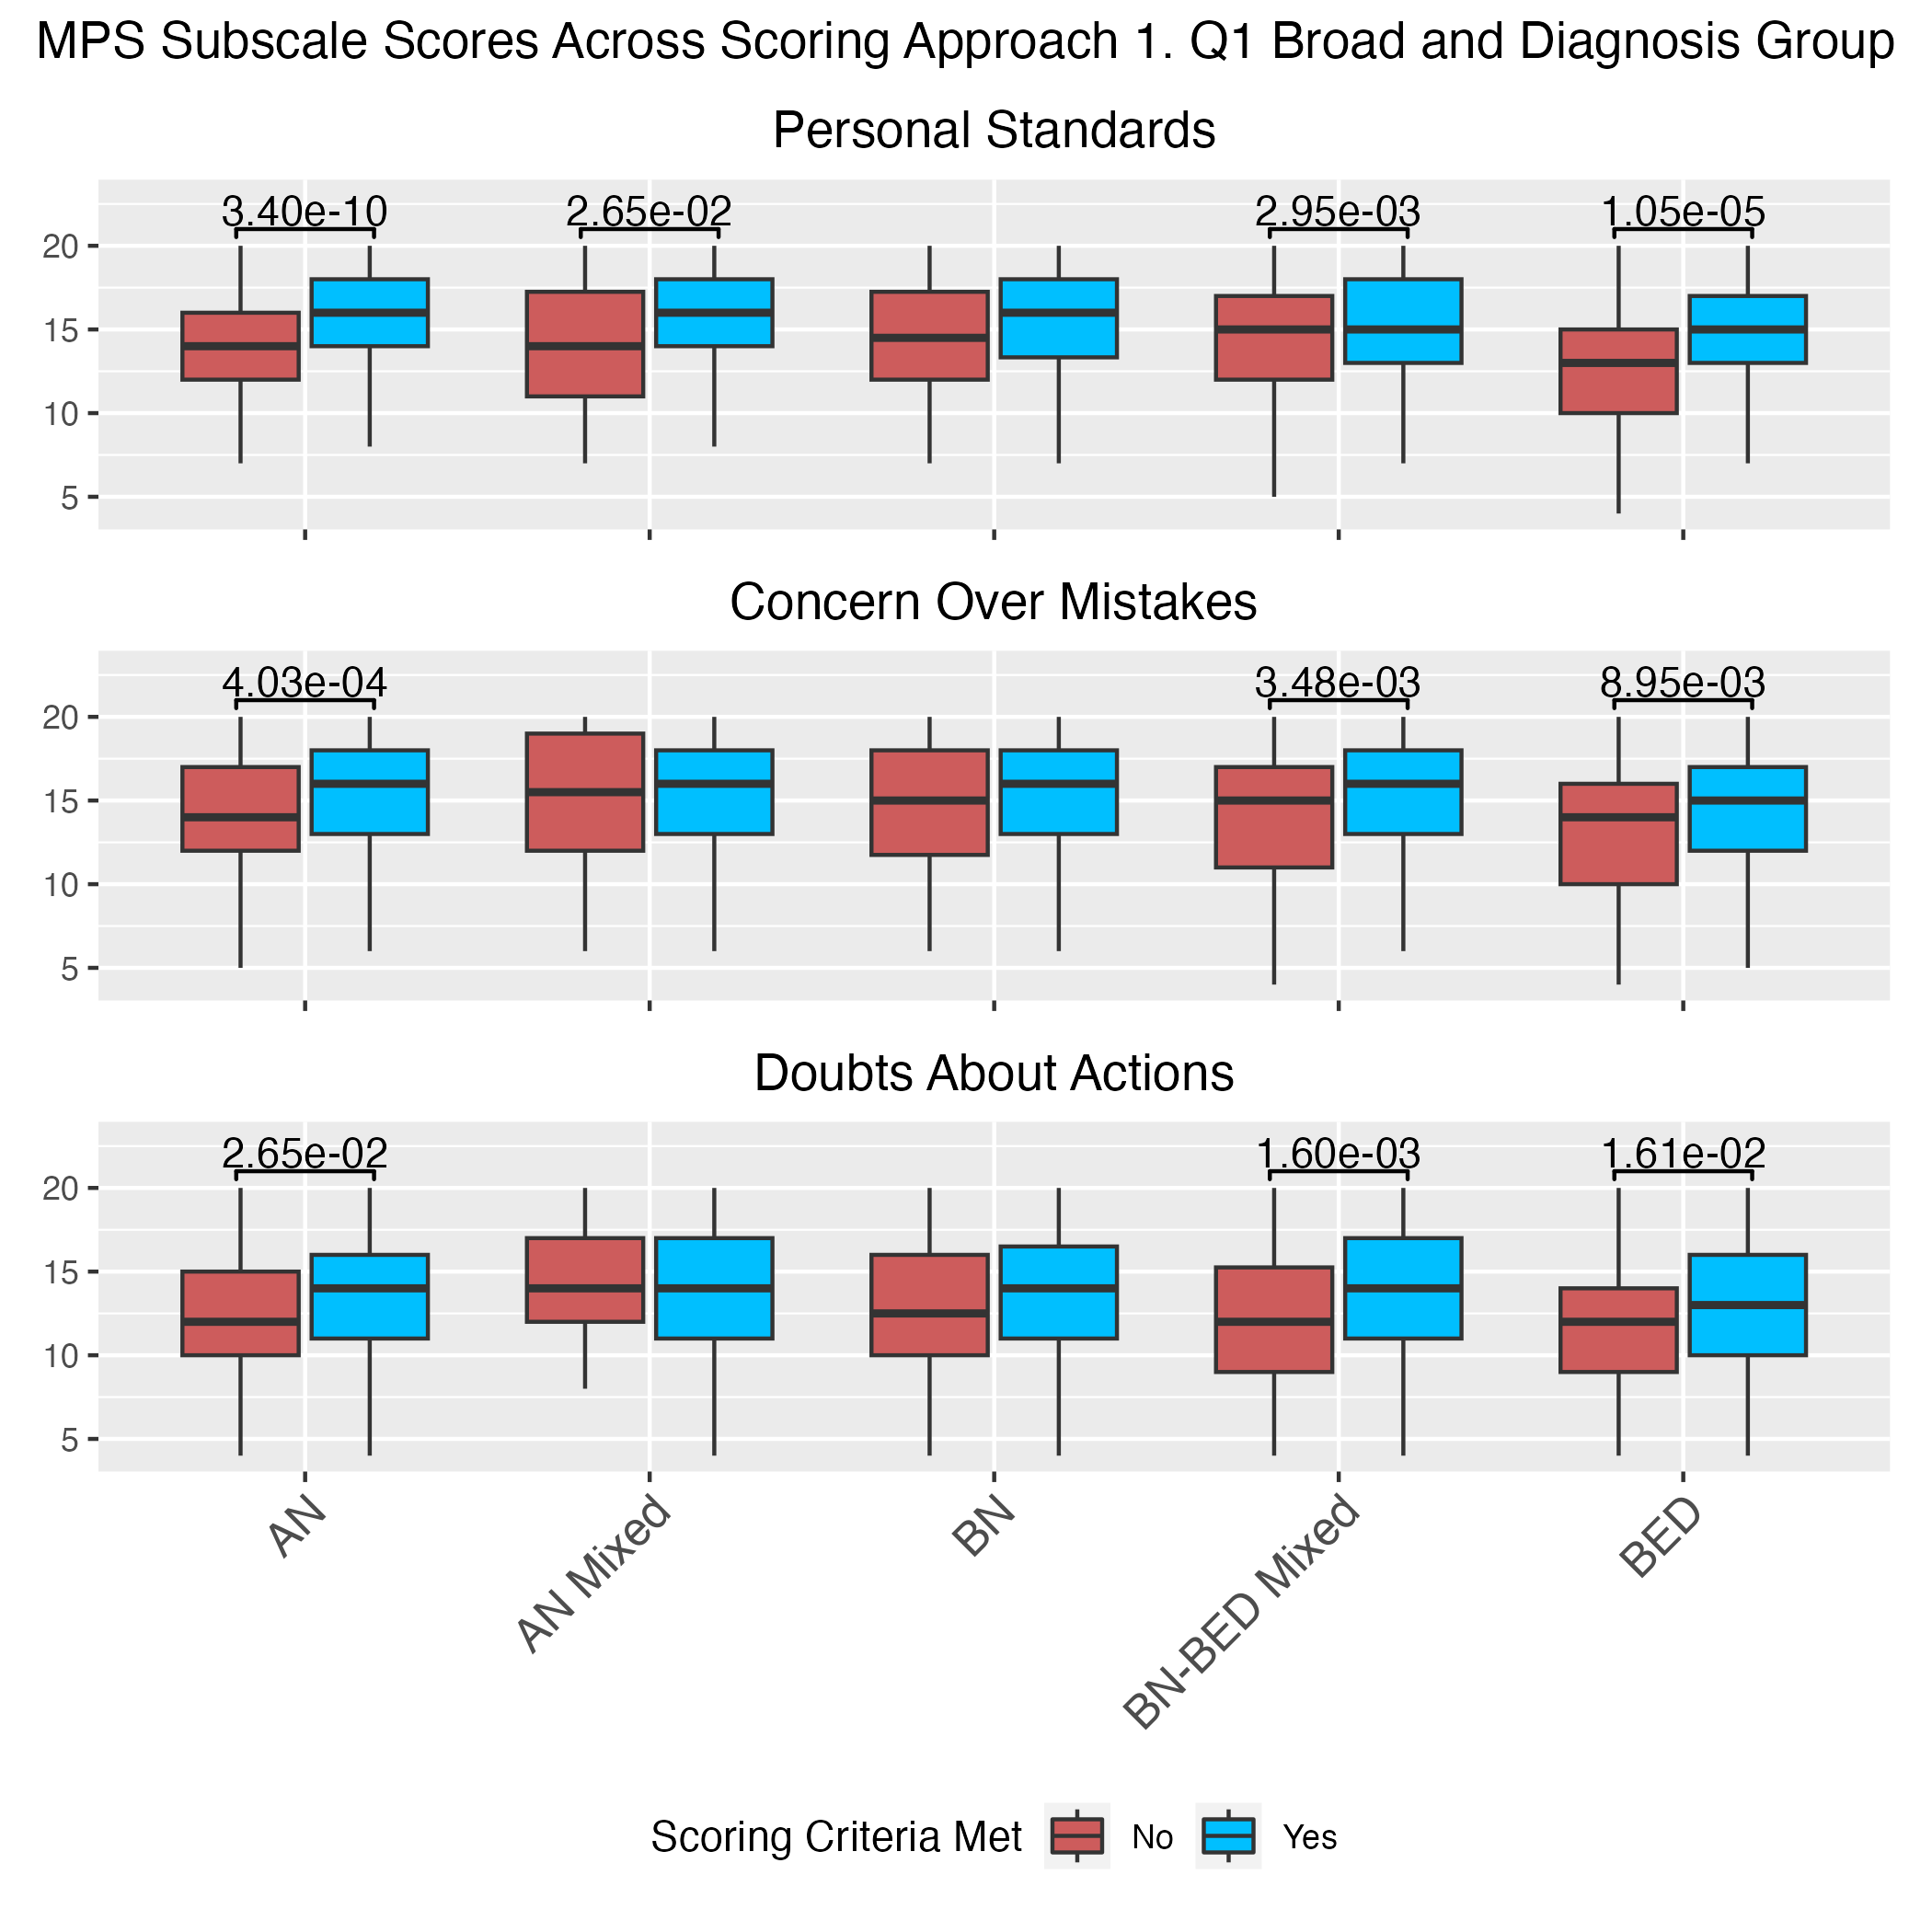 MPS Subscale Scores Across Scoring Approach 1. Q1 Broad and Diagnosis Group
Personal Standards
3.40e-10 2.65e-02 2.95e-03 1.05e-05
20
15
10
5
Concern Over Mistakes
4.03e-04 3.48e-03 8.95e-03
20
15
10
5
Doubts About Actions
2.65e-02 1.60e-03 1.61e-02
20
15
10
5
AN
AN Mixed
BN
BN-BED Mixed
BED
Scoring Criteria Met No Yes